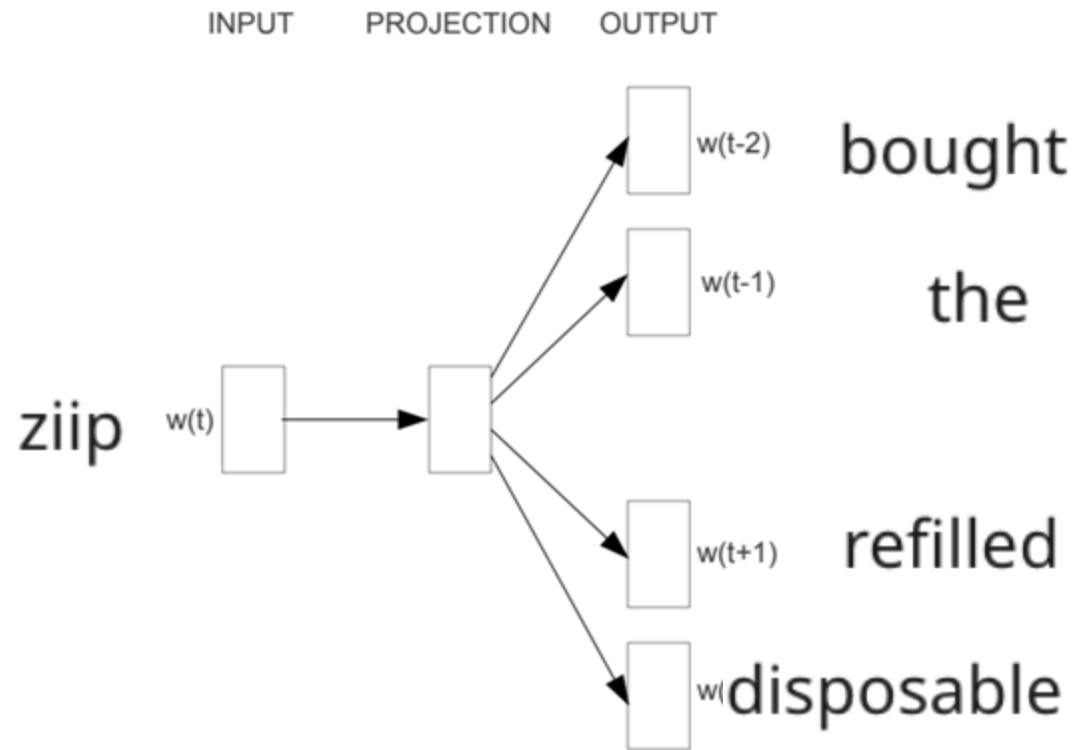 INPUT PROJECTION OUTPUT
w(t-2) bought
w(t-1) the
ziip w(t)
w(t+1) refilled
w( disposable